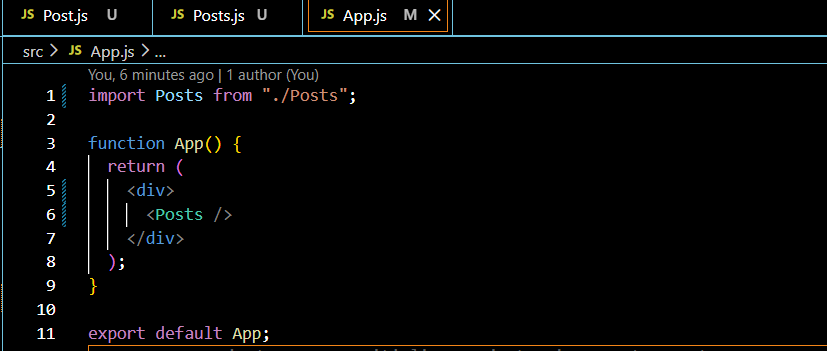 JS Post.js U JS Posts.js U JS App.js M ×
src > JS App.js > ...
You, 6 minutes ago | 1 author (You)
1 import Posts from "./Posts";
2
3 function App() {
4 return (
5 <div>
6 <Posts />
7 </div>
8 );
9 }
10
11 export default App;